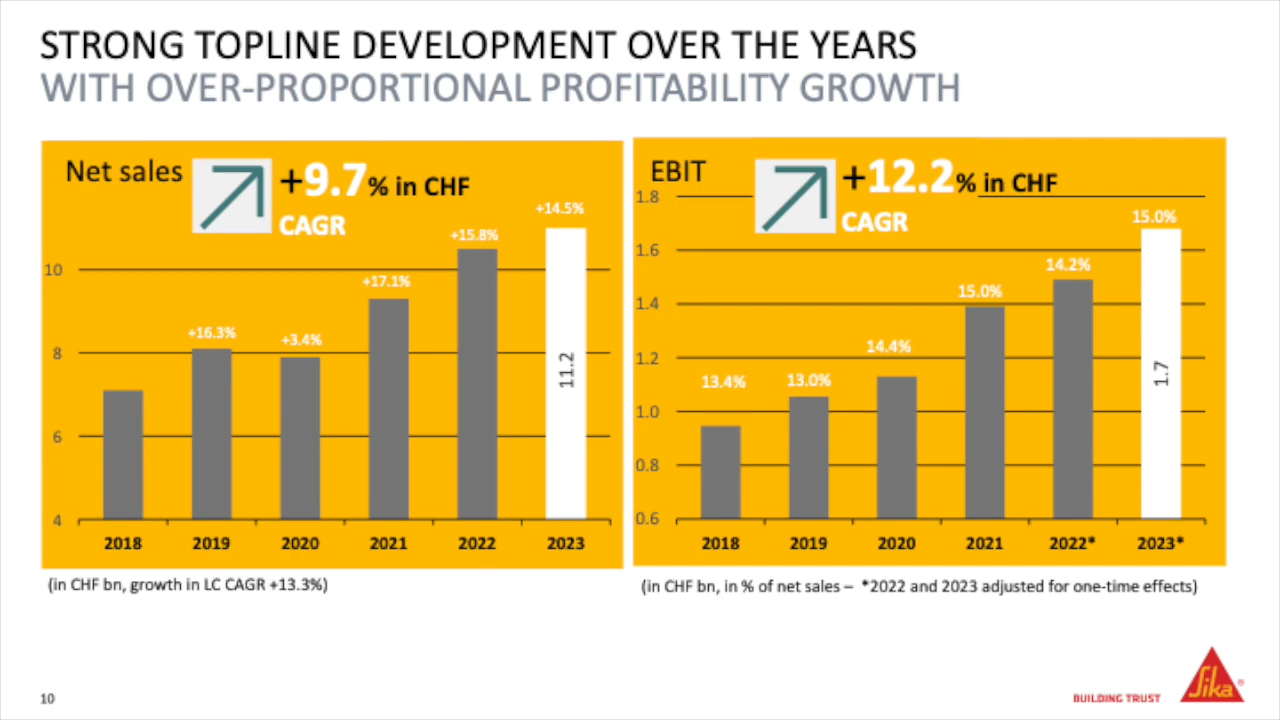 STRONG TOPLINE DEVELOPMENT OVER THE YEARS
WITH OVER-PROPORTIONAL PROFITABILITY GROWTH
Net sales
+9.7% in CHF
CAGR
+14.5%
+15.8%
+17.1%
+16.3%
+3.4%
10
8
6
4
11.2
2018 2019 2020 2021 2022 2023
(in CHF bn, growth in LC CAGR +13.3%)
EBIT
+12.2% in CHF
CAGR
1.8
1.6
1.4
1.2
1.0
0.8
0.6
13.4%
13.0%
14.4%
15.0%
14.2%
15.0%
1.7
2018 2019 2020 2021 2022* 2023*
(in CHF bn, in % of net sales – *2022 and 2023 adjusted for one-time effects)
10
BUILDING TRUST
Sika®